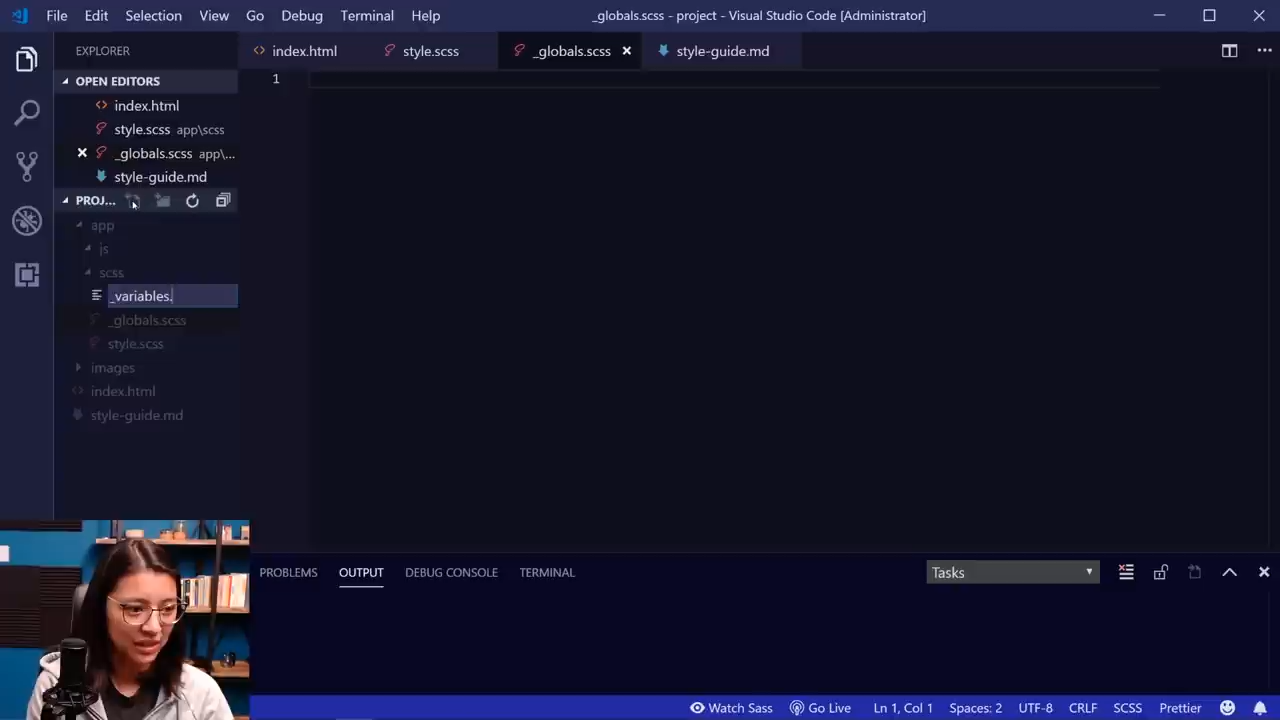 File Edit Selection View Go Debug Terminal Help
_globals.scss - project - Visual Studio Code [Administrator]
EXPLORER
index.html
style.scss
_globals.scss
style-guide.md
OPEN EDITORS
index.html
style.scss app\scss
_globals.scss app\...
style-guide.md
PROJ...
app
js
scss
_variables.
_globals.scss
style.scss
images
index.html
style-guide.md
1
PROBLEMS OUTPUT DEBUG CONSOLE TERMINAL
Tasks
Watch Sass Go Live Ln 1, Col 1 Spaces: 2 UTF-8 CRLF SCSS Prettier